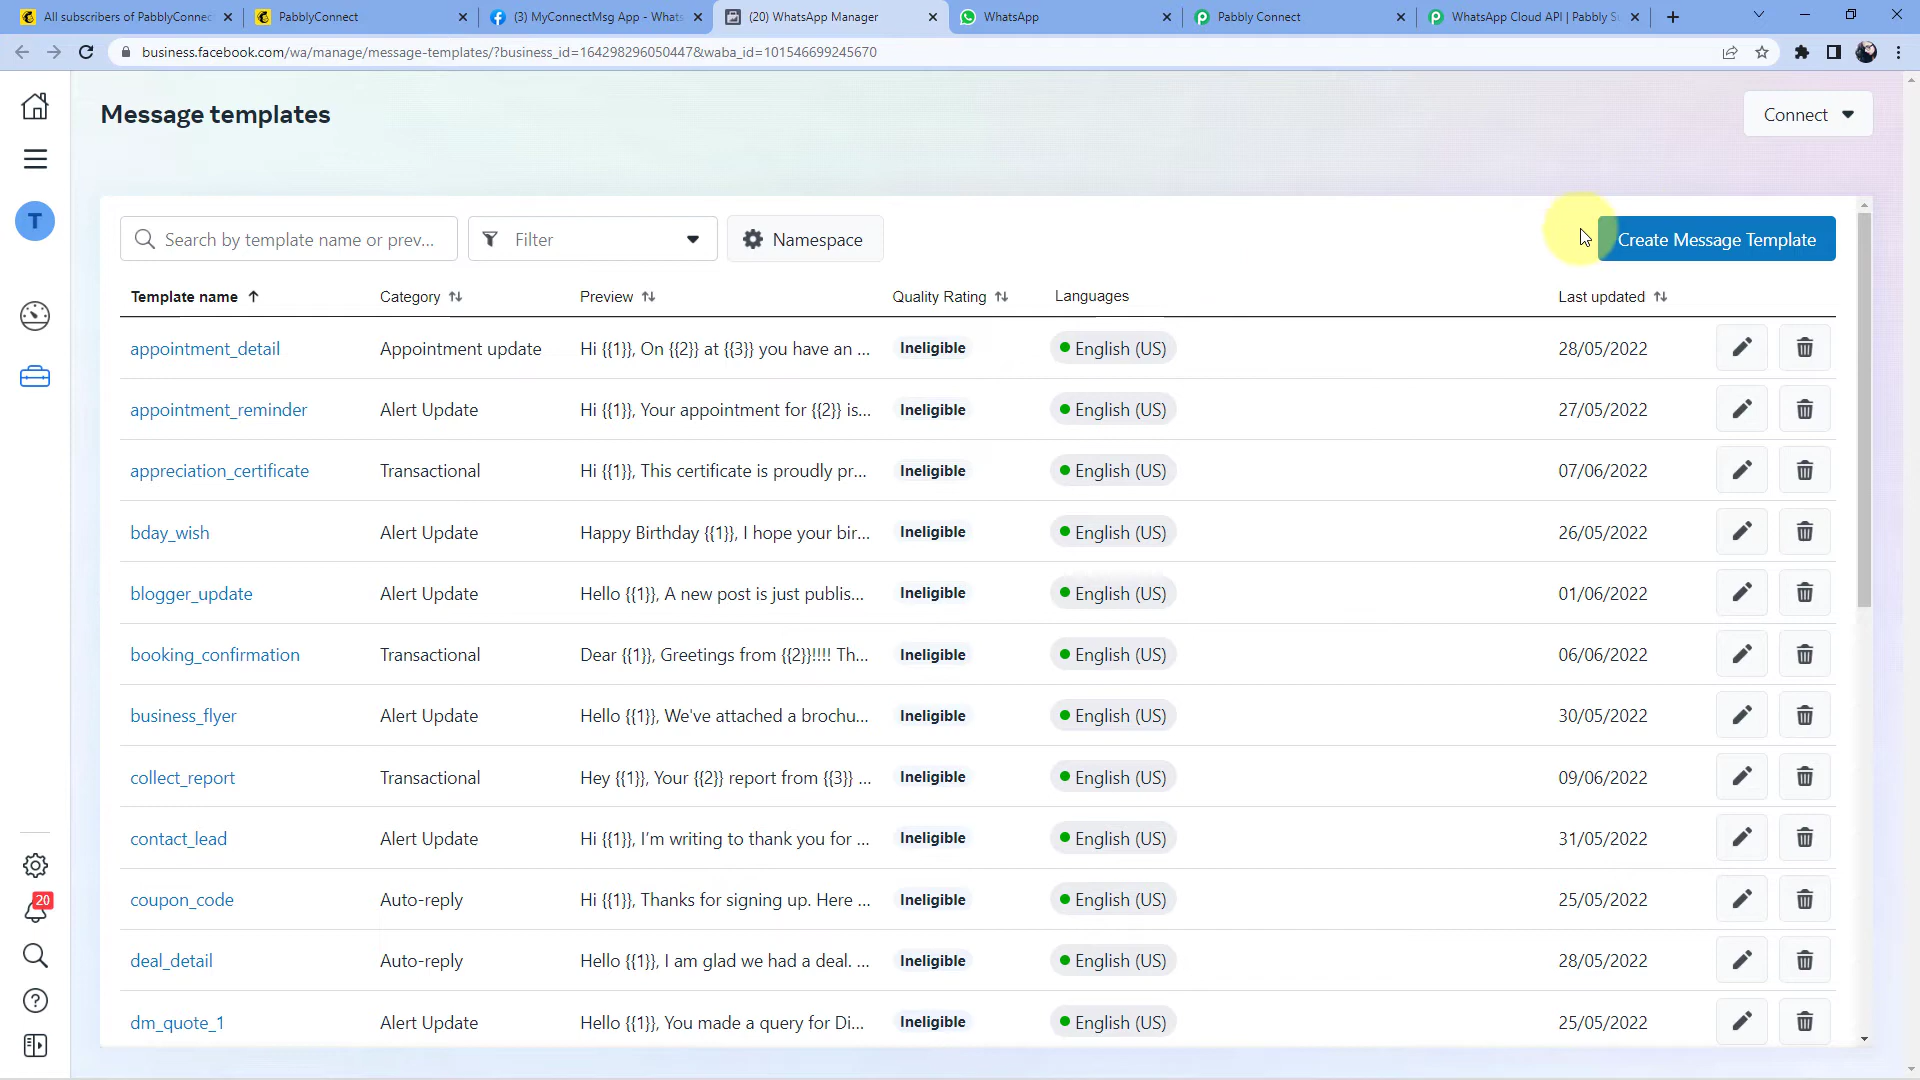 All subscribers of PabblyConnect
PabblyConnect
(3) MyConnectMsg App - Whats
(20) WhatsApp Manager
WhatsApp
Pabbly Connect
WhatsApp Cloud API | Pabbly S
business.facebook.com/wa/manage/message-templates/?business_id=164298296050447&waba_id=101546699245670
Message templates
Connect
T
Search by template name or prev...
Filter
Namespace
Create Message Template
Template name
Category
Preview
Quality Rating
Languages
Last updated
appointment_detail Appointment update Hi {{1}}, On {{2}} at {{3}} you have an ... Ineligible English (US) 28/05/2022
appointment_reminder Alert Update Hi {{1}}, Your appointment for {{2}} is... Ineligible English (US) 27/05/2022
appreciation_certificate Transactional Hi {{1}}, This certificate is proudly pr... Ineligible English (US) 07/06/2022
bday_wish Alert Update Happy Birthday {{1}}, I hope your bir... Ineligible English (US) 26/05/2022
blogger_update Alert Update Hello {{1}}, A new post is just publis... Ineligible English (US) 01/06/2022
booking_confirmation Transactional Dear {{1}}, Greetings from {{2}}!!!! Th... Ineligible English (US) 06/06/2022
business_flyer Alert Update Hello {{1}}, We've attached a brochu... Ineligible English (US) 30/05/2022
collect_report Transactional Hey {{1}}, Your {{2}} report from {{3}} ... Ineligible English (US) 09/06/2022
contact_lead Alert Update Hi {{1}}, I'm writing to thank you for ... Ineligible English (US) 31/05/2022
coupon_code Auto-reply Hi {{1}}, Thanks for signing up. Here ... Ineligible English (US) 25/05/2022
deal_detail Auto-reply Hello {{1}}, I am glad we had a deal. ... Ineligible English (US) 28/05/2022
dm_quote_1 Alert Update Hello {{1}}, You made a query for Di... Ineligible English (US) 25/05/2022
20